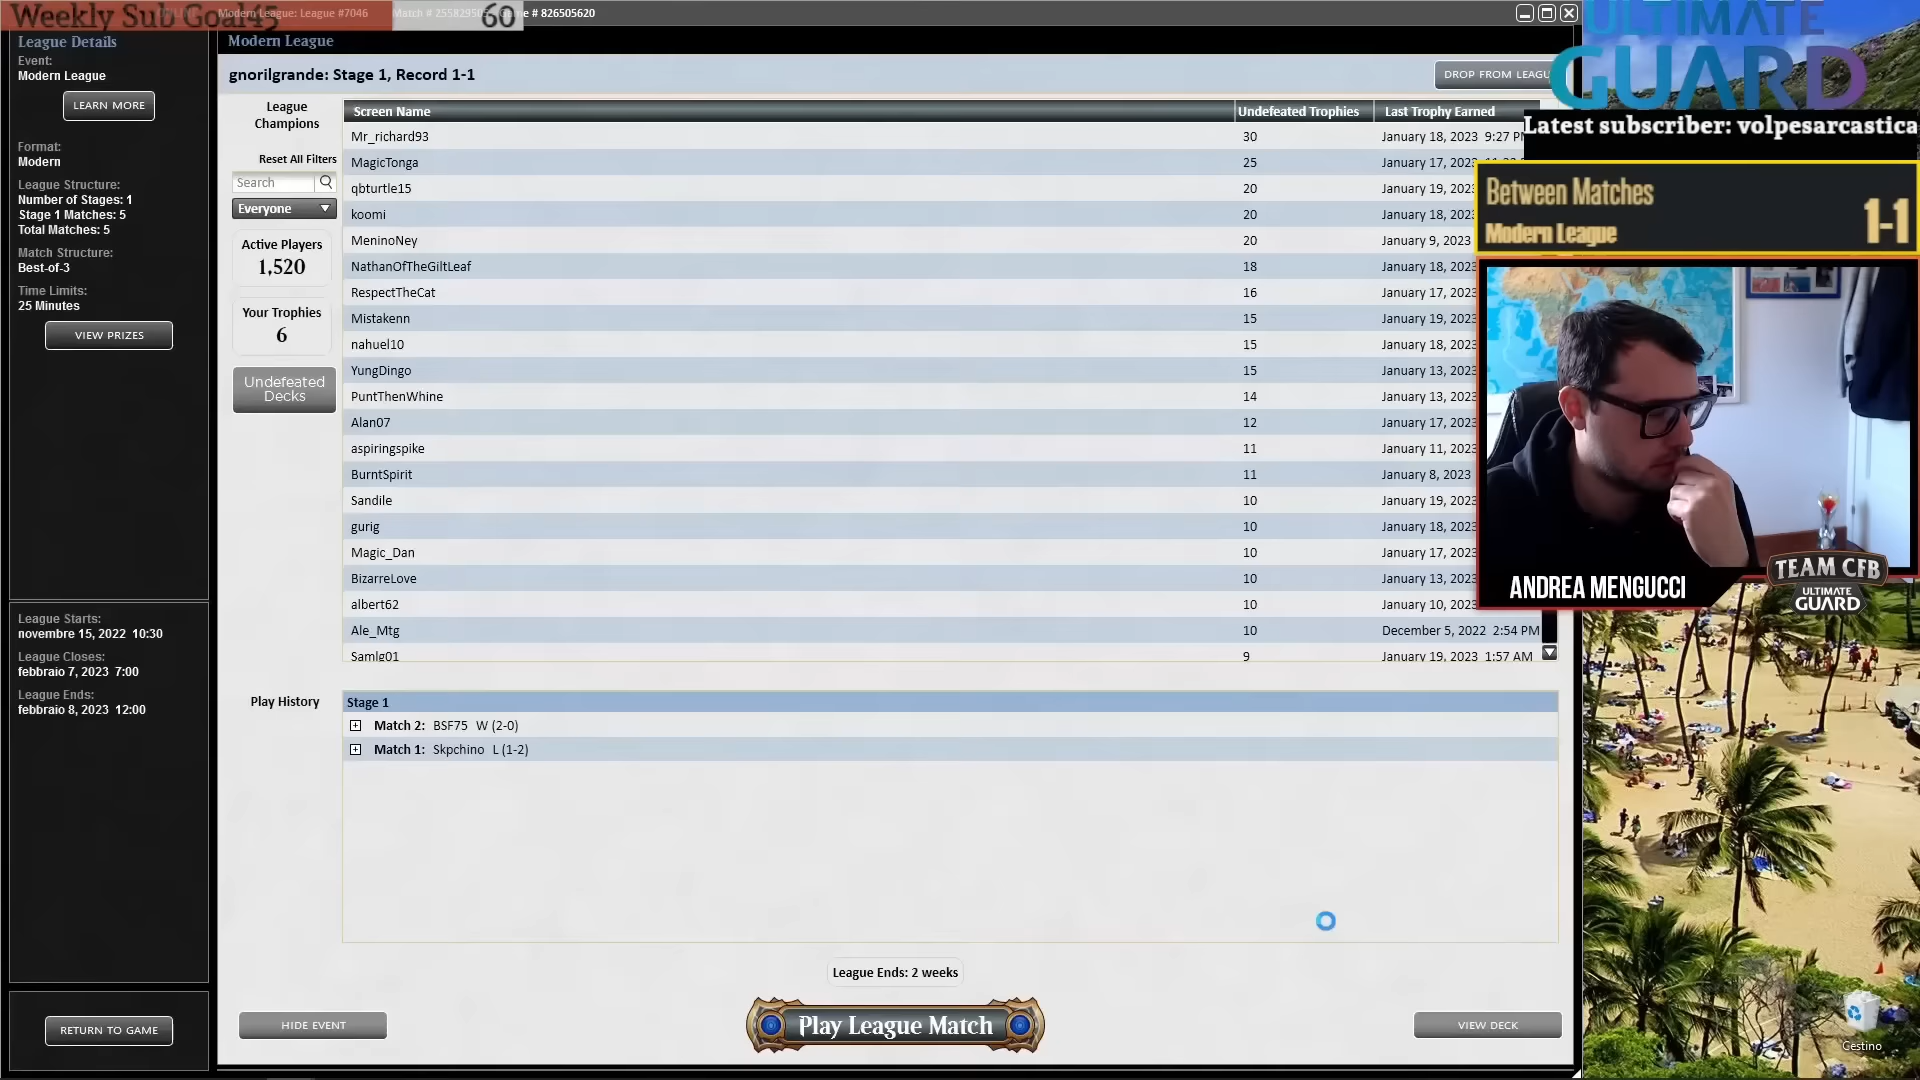 Weekly Sub Goal45
60
Modern League: League #7046
# 826505620
League Details
Event:
Modern League
LEARN MORE
Format:
Modern
League Structure:
Number of Stages: 1
Stage 1 Matches: 5
Total Matches: 5
Match Structure:
Best-of-3
Time Limits:
25 Minutes
VIEW PRIZES
League Starts:
novembre 15, 2022 10:30
League Closes:
febbraio 7, 2023 7:00
League Ends:
febbraio 8, 2023 12:00
RETURN TO GAME
Modern League
gnorilgrande: Stage 1, Record 1-1
DROP FROM LEAGU
League
Champions
Reset All Filters
Search
Everyone
Active Players
1,520
Your Trophies
6
Undefeated
Decks
Screen Name Undefeated Trophies Last Trophy Earned
Mr_richard93 30 January 18, 2023 9:27 PM
MagicTonga 25 January 17, 2023
qbturtle15 20 January 19, 2023
koomi 20 January 18, 2023
MeninoNey 20 January 9, 2023
NathanOfTheGiltLeaf 18 January 18, 2023
RespectTheCat 16 January 17, 2023
Mistakenn 15 January 19, 2023
nahuel10 15 January 18, 2023
YungDingo 15 January 13, 2023
PuntThenWhine 14 January 13, 2023
Alan07 12 January 17, 2023
aspiringspike 11 January 11, 2023
BurntSpirit 11 January 8, 2023
Sandile 10 January 19, 2023
gurig 10 January 18, 2023
Magic_Dan 10 January 17, 2023
BizarreLove 10 January 13, 2023
albert62 10 January 10, 2023
Ale_Mtg 10 December 5, 2022 2:54 PM
Samlg01 9 January 19, 2023 1:57 AM
Play History
Stage 1
Match 2: BSF75 W (2-0)
Match 1: Skpchino L (1-2)
League Ends: 2 weeks
HIDE EVENT
Play League Match
VIEW DECK
ULTIMATE
GUARD
Latest subscriber: volpesarcastica
Between Matches
Modern League
1-1
ANDREA MENGUCCI
TEAM CFB
ULTIMATE
GUARD
Cestino